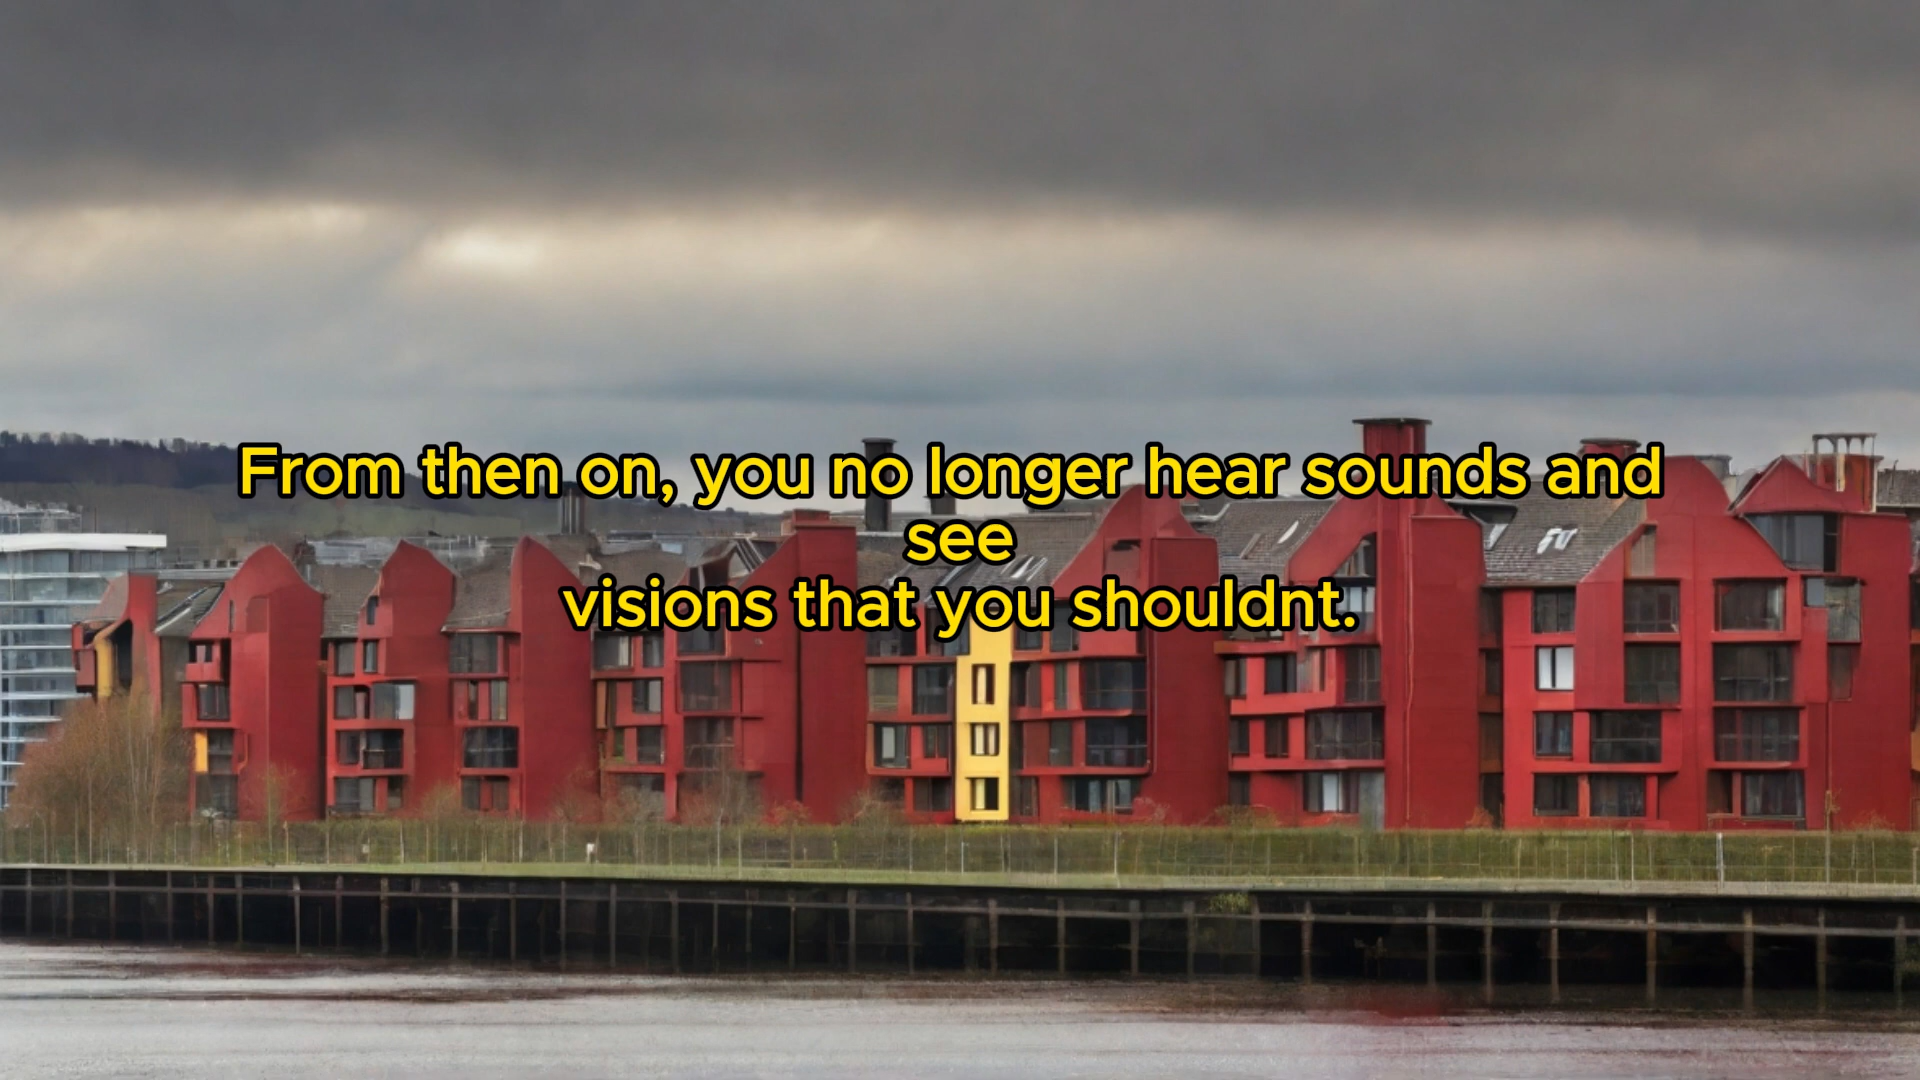 From then on, you no longer hear sounds and
see
visions that you shouldnt.